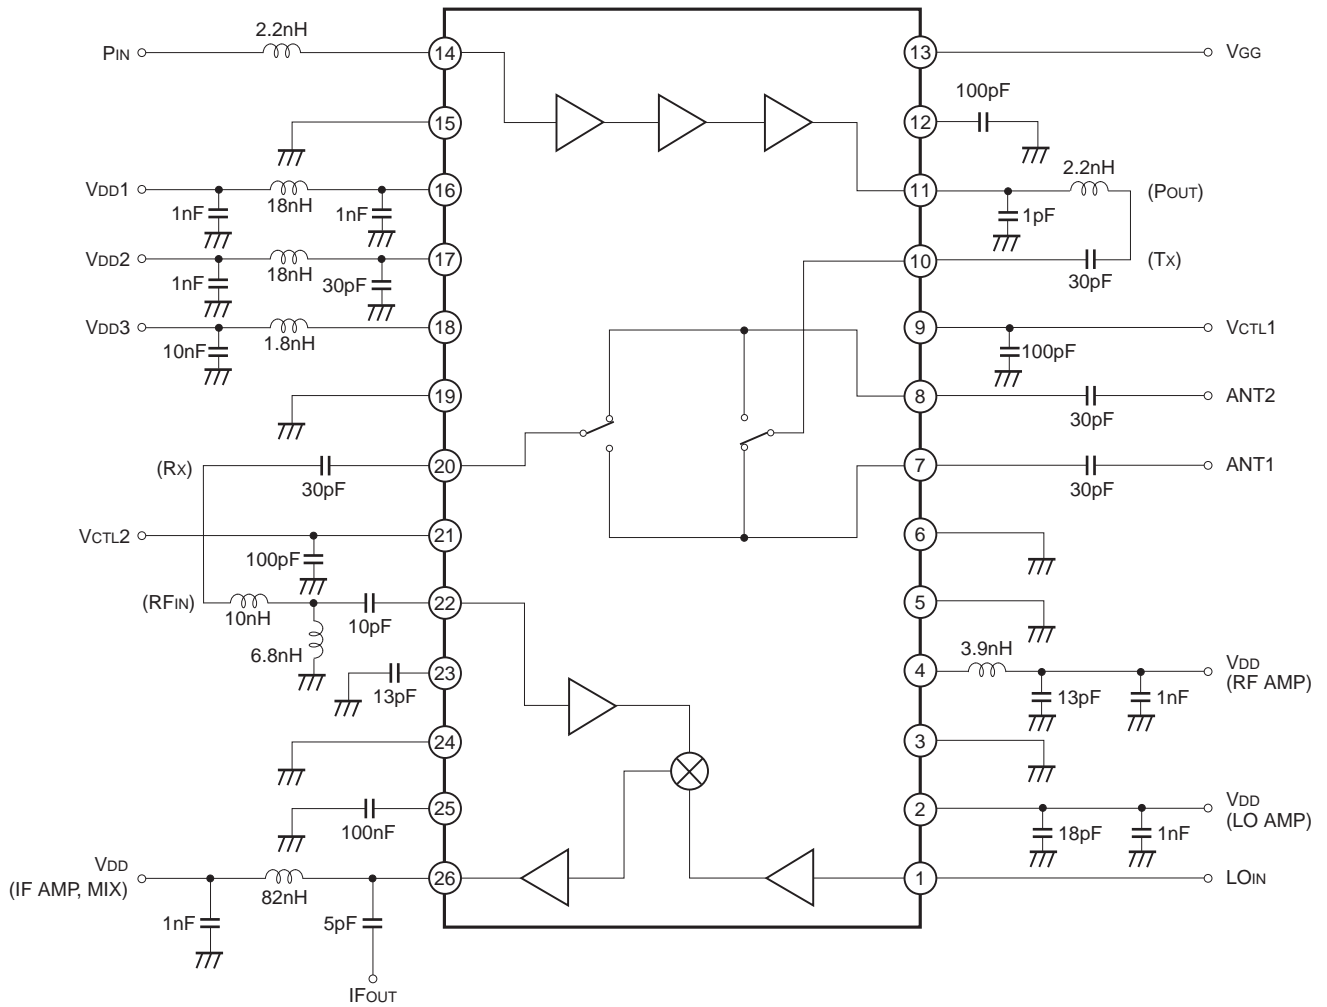 2.2nH
PIN
14
13
VGG
100pF
15
12
2.2nH
VDD1
16
11
(POUT)
1nF
18nH
1nF
1pF
VDD2
17
10
(TX)
1nF
18nH
30pF
30pF
VDD3
18
9
VCTL1
10nF
1.8nH
100pF
19
8
ANT2
30pF
(RX)
20
7
ANT1
30pF
30pF
VCTL2
21
6
100pF
(RFIN)
22
5
10nH
10pF
6.8nH
3.9nH
23
4
VDD
(RF AMP)
13pF
13pF
1nF
24
3
25
2
VDD
(LO AMP)
100nF
18pF
1nF
VDD
(IF AMP, MIX)
26
1
LOIN
82nH
1nF
5pF
IFOUT